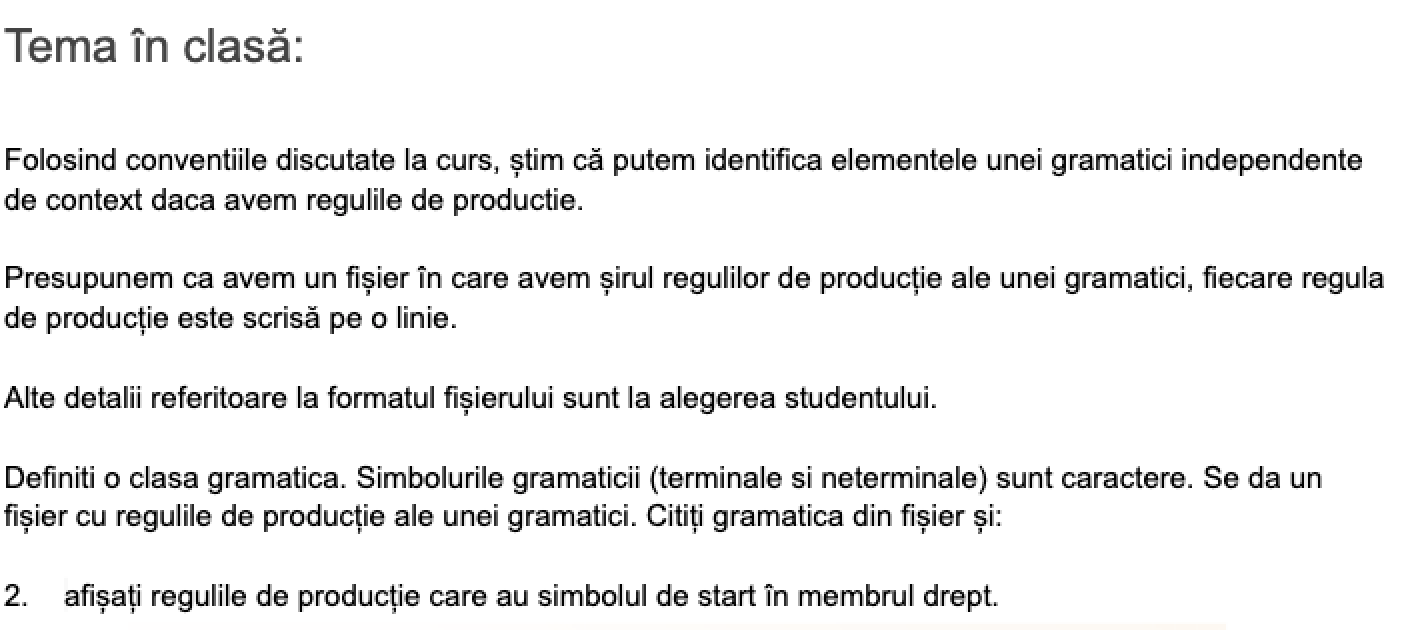 Tema în clasă:
Folosind conventiile discutate la curs, știm că putem identifica elementele unei gramatici independente
de context daca avem regulile de productie.
Presupunem ca avem un fișier în care avem șirul regulilor de producție ale unei gramatici, fiecare regula
de producție este scrisă pe o linie.
Alte detalii referitoare la formatul fișierului sunt la alegerea studentului.
Definiti o clasa gramatica. Simbolurile gramaticii (terminale si neterminale) sunt caractere. Se da un
fișier cu regulile de producție ale unei gramatici. Citiți gramatica din fișier și:
2. afișați regulile de producție care au simbolul de start în membrul drept.